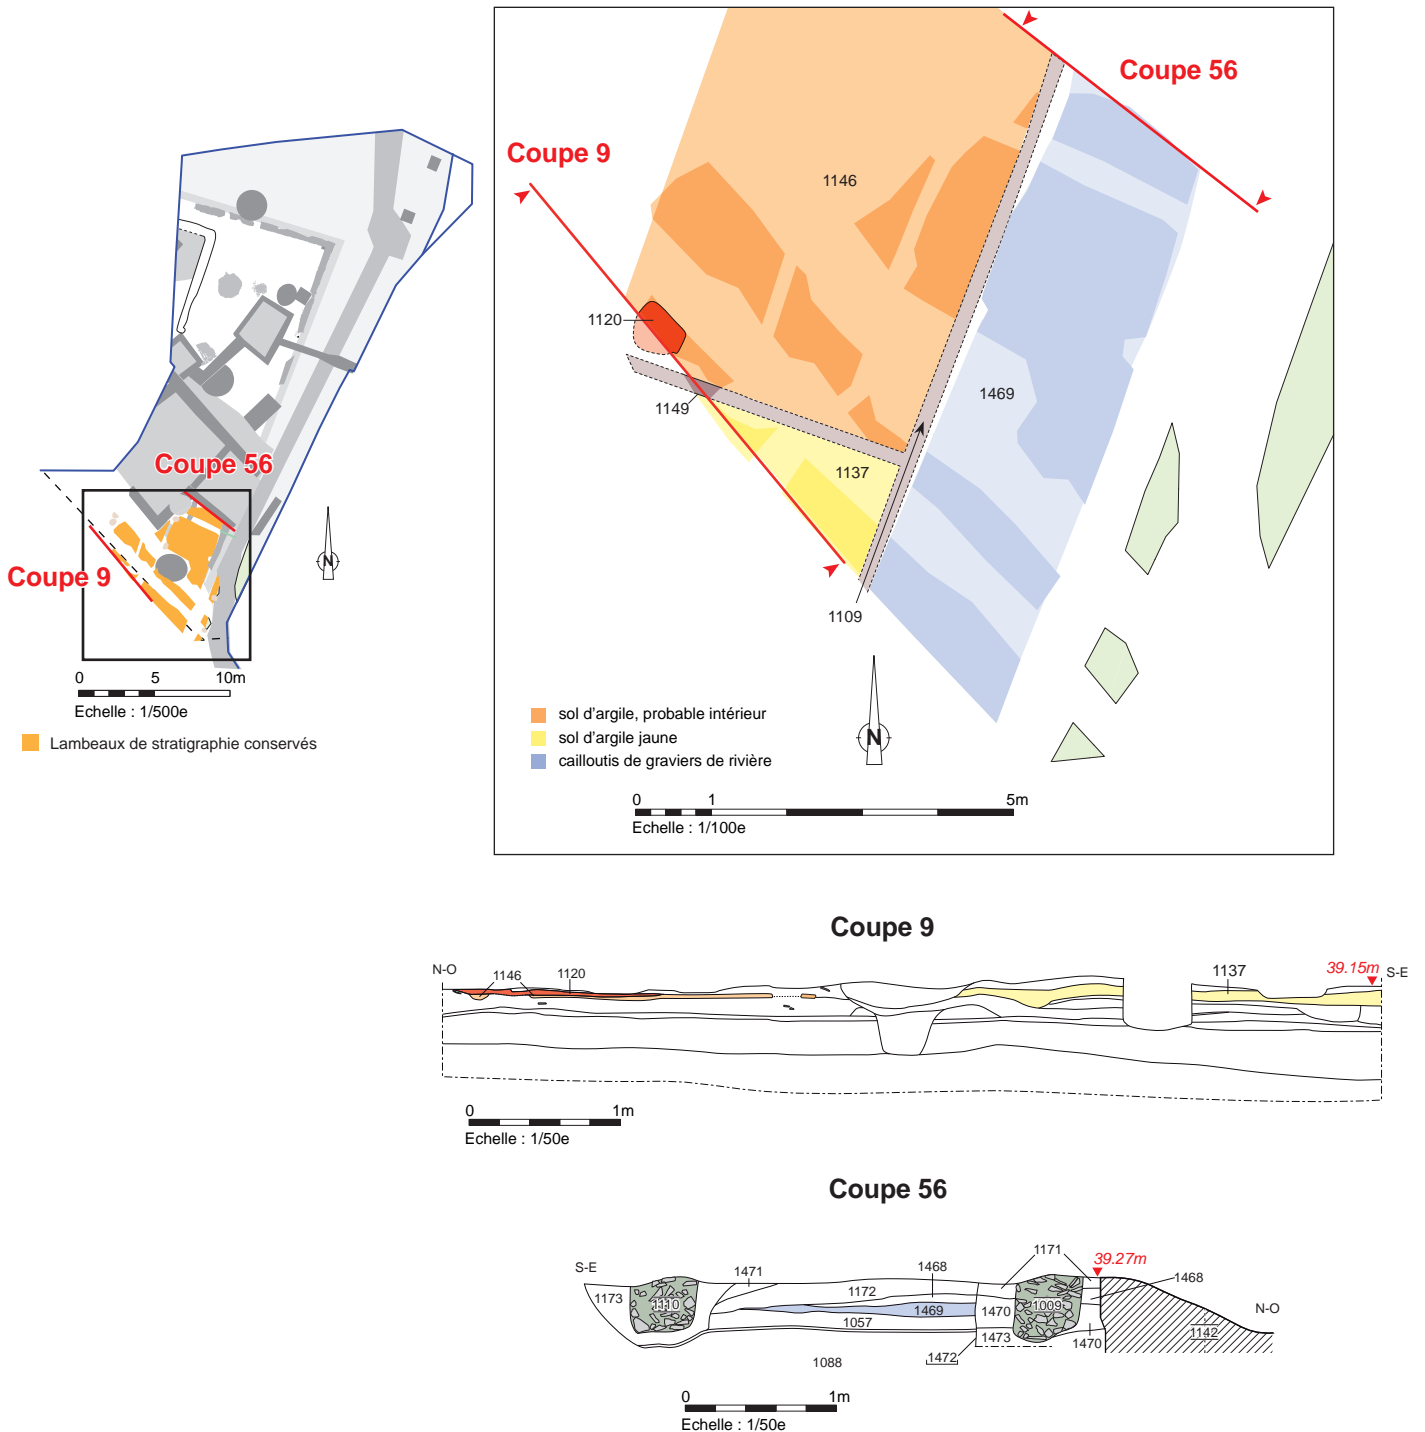 Coupe 56
Coupe 9
N
0 5 10m
Echelle : 1/500e
Lambeaux de stratigraphie conservés
Coupe 56
Coupe 9
1146
1120
1149
1469
1137
1109
sol d'argile, probable intérieur
sol d'argile jaune
cailloutis de graviers de rivière
N
0 1 5m
Echelle : 1/100e
Coupe 9
N-O 1146 1120 1137 39.15m S-E
0 1m
Echelle : 1/50e
Coupe 56
S-E 1471 1468 1171 39.27m 1468 N-O
1173 1110 1172 1469 1470 1009
1057 1473 1470 1142
1088 1472
0 1m
Echelle : 1/50e